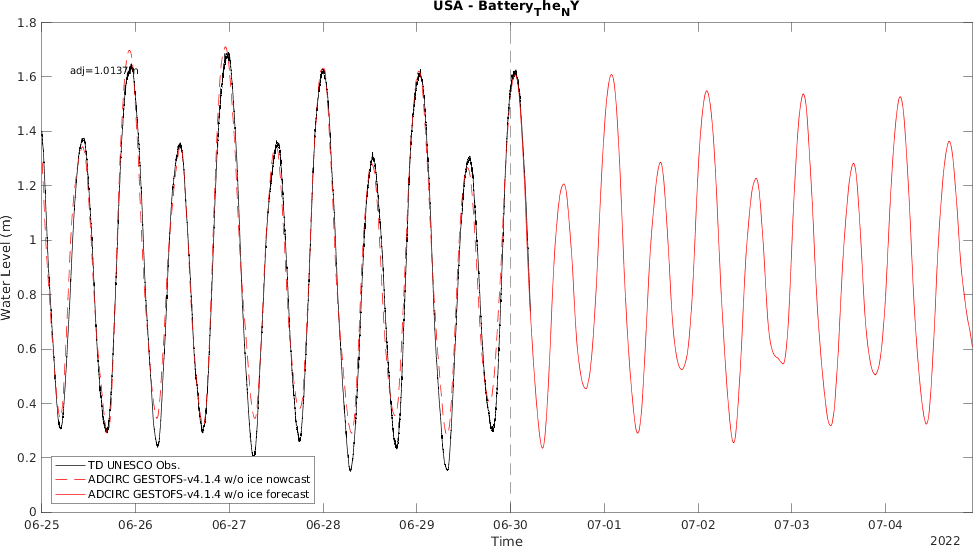 USA - BatteryTheNY
1.8
1.6
1.4
1.2
1
0.8
0.6
0.4
0.2
0
Water Level (m)
adj=1.0137m
TD UNESCO Obs.
ADCIRC GESTOFS-v4.1.4 w/o ice nowcast
ADCIRC GESTOFS-v4.1.4 w/o ice forecast
06-25 06-26 06-27 06-28 06-29 06-30 07-01 07-02 07-03 07-04
Time
2022